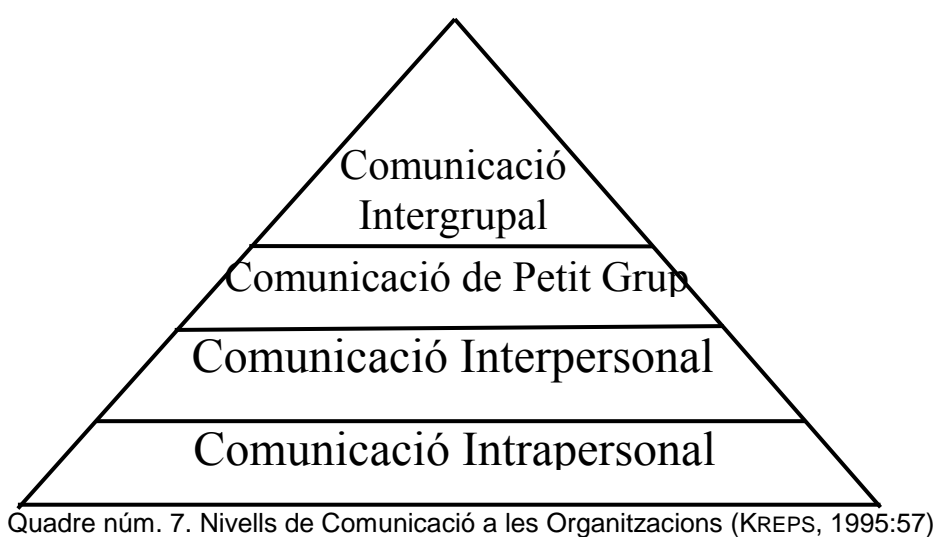 Comunicació
Intergrupal
Comunicació de Petit Grup
Comunicació Interpersonal
Comunicació Intrapersonal
Quadre núm. 7. Nivells de Comunicació a les Organitzacions (KREPS, 1995:57)